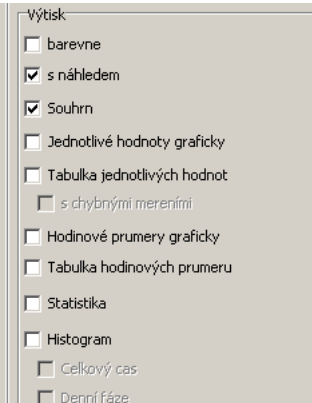 Výtisk
barevne
s náhledem
Souhrn
Jednotlivé hodnoty graficky
Tabulka jednotlivých hodnot
s chybnými mereními
Hodinové prumery graficky
Tabulka hodinových prumeru
Statistika
Histogram
Celkový cas
Denní fáze